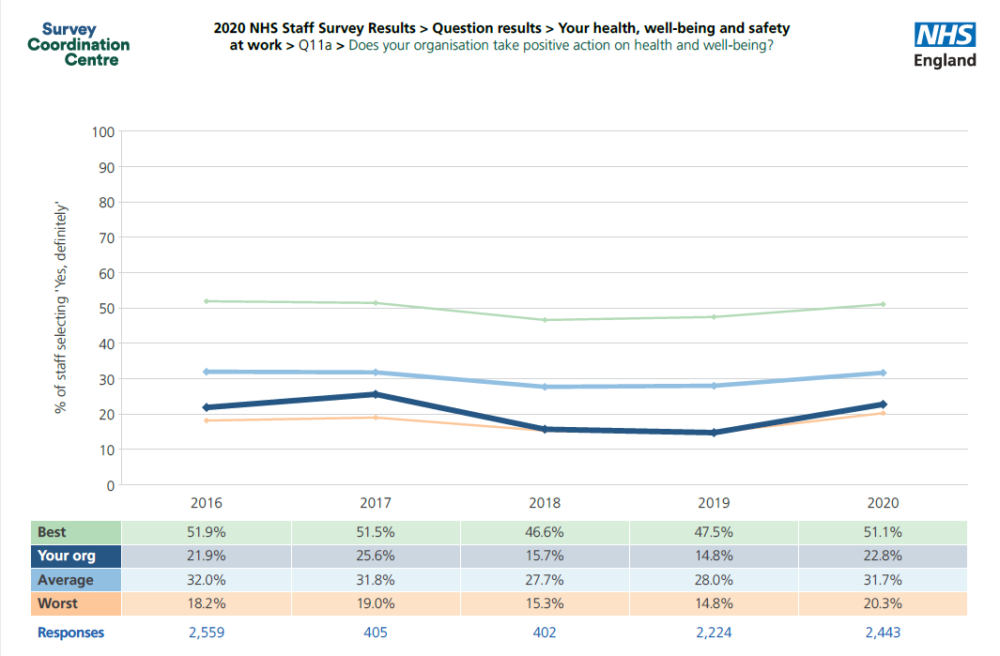 Survey
Coordination
Centre
2020 NHS Staff Survey Results > Question results > Your health, well-being and safety
at work > Q11a > Does your organisation take positive action on health and well-being?
NHS
England
% of staff selecting 'Yes, definitely'
100
90
80
70
60
50
40
30
20
10
0
2016 2017 2018 2019 2020
Best 51.9% 51.5% 46.6% 47.5% 51.1%
Your org 21.9% 25.6% 15.7% 14.8% 22.8%
Average 32.0% 31.8% 27.7% 28.0% 31.7%
Worst 18.2% 19.0% 15.3% 14.8% 20.3%
Responses 2,559 405 402 2,224 2,443